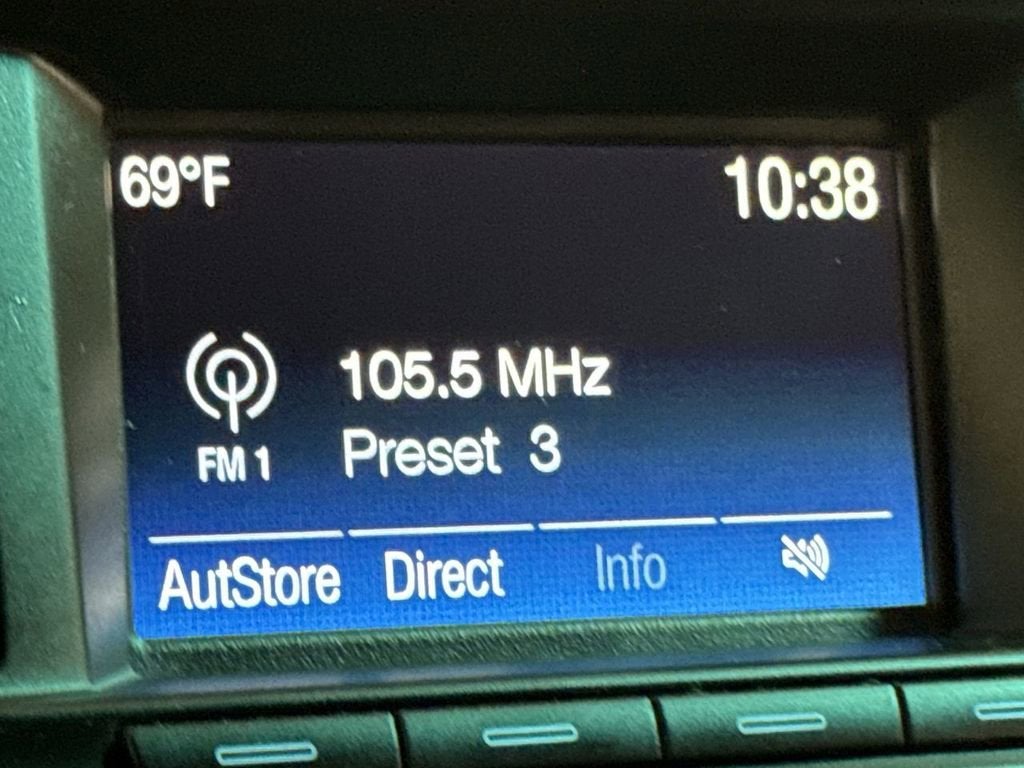 69°F 10:38
105.5 MHz
FM 1 Preset 3
AutStore Direct Info